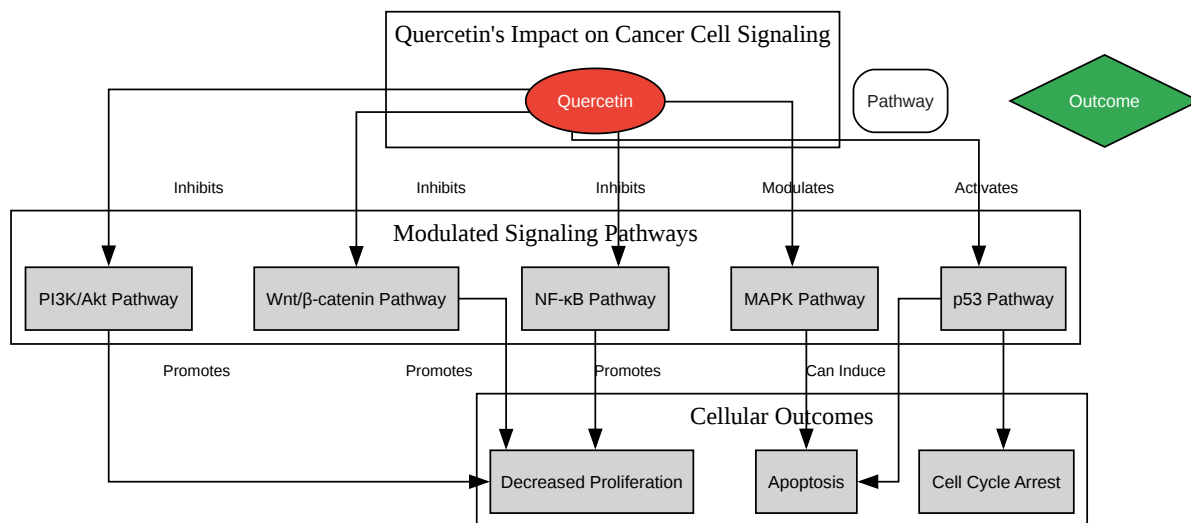 Quercetin's Impact on Cancer Cell Signaling
Quercetin
Pathway
Outcome
Inhibits
Inhibits
Inhibits
Modulates
Activates
Modulated Signaling Pathways
PI3K/Akt Pathway
Wnt/β-catenin Pathway
NF-κB Pathway
MAPK Pathway
p53 Pathway
Promotes
Promotes
Promotes
Can Induce
Cellular Outcomes
Decreased Proliferation
Apoptosis
Cell Cycle Arrest